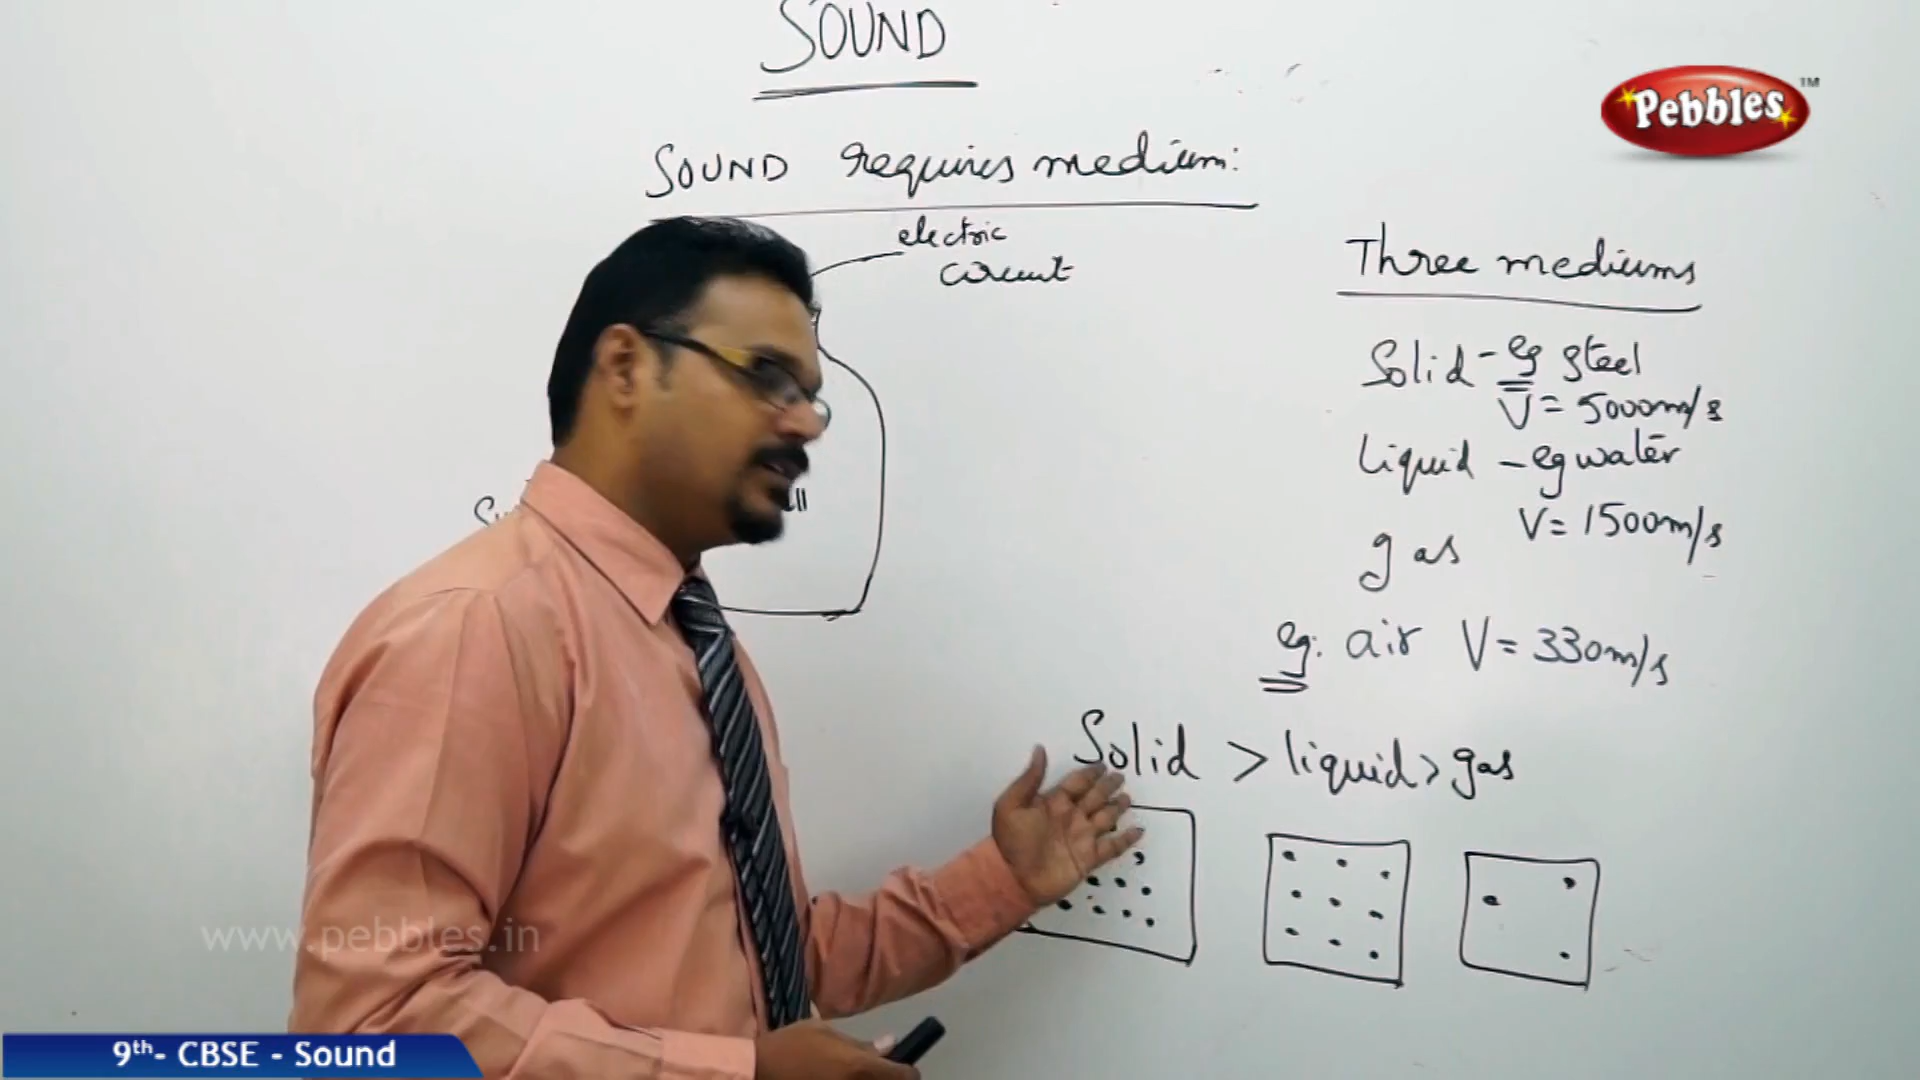 SOUND
Pebbles™
SOUND requires medium:
electric
circuit
Three mediums
Solid - eg steel
V = 5000m/s
liquid - eg water
V = 1500m/s
gas
eg: air V = 330m/s
Solid > liquid > gas
www.pebbles.in
9th- CBSE - Sound